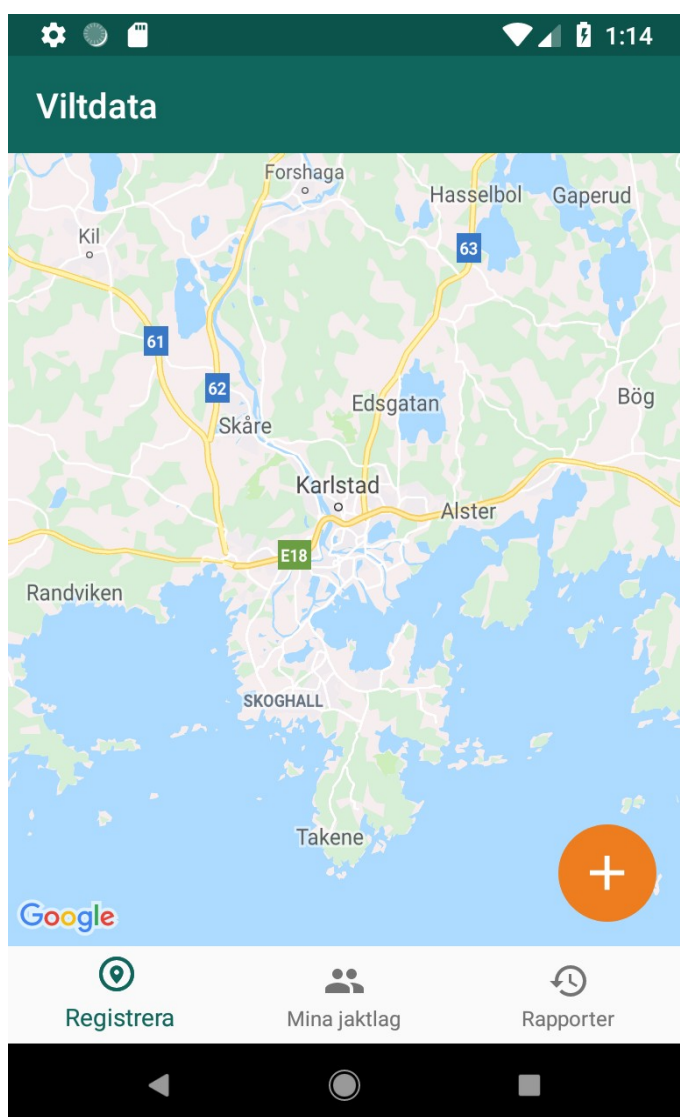 1:14
Viltdata
Forshaga
Hasselbol
Gaperud
Kil
63
61
62
Bög
Edsgatan
Skåre
Karlstad
Alster
E18
Randviken
SKOGHALL
Takene
Google
Registrera
Mina jaktlag
Rapporter